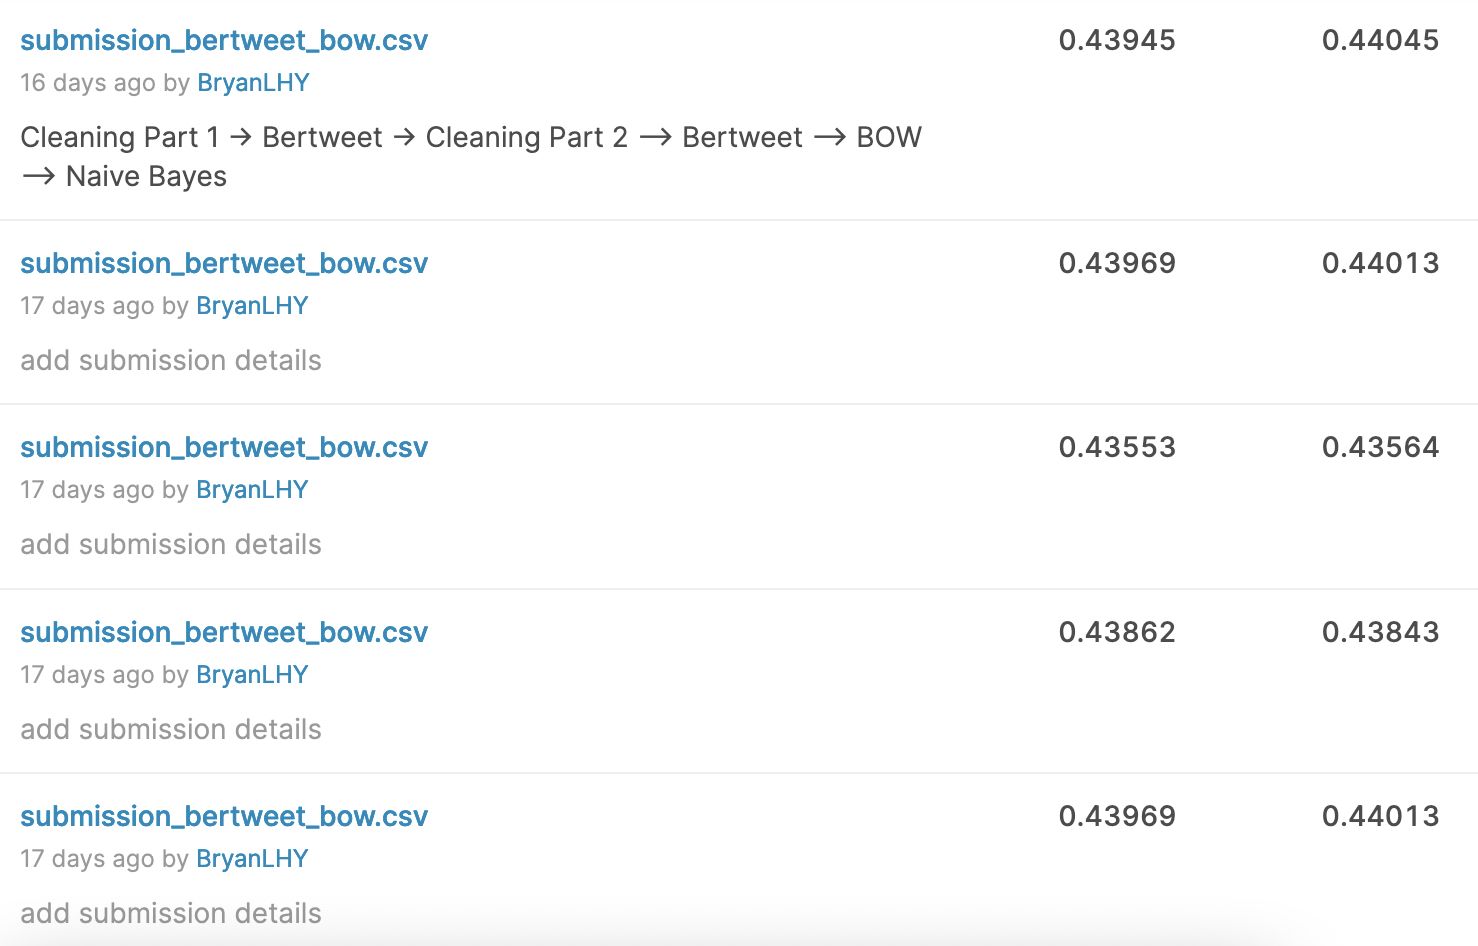 submission_bertweet_bow.csv 0.43945 0.44045
16 days ago by BryanLHY
Cleaning Part 1 → Bertweet → Cleaning Part 2 —> Bertweet —> BOW
—> Naive Bayes
submission_bertweet_bow.csv 0.43969 0.44013
17 days ago by BryanLHY
add submission details
submission_bertweet_bow.csv 0.43553 0.43564
17 days ago by BryanLHY
add submission details
submission_bertweet_bow.csv 0.43862 0.43843
17 days ago by BryanLHY
add submission details
submission_bertweet_bow.csv 0.43969 0.44013
17 days ago by BryanLHY
add submission details